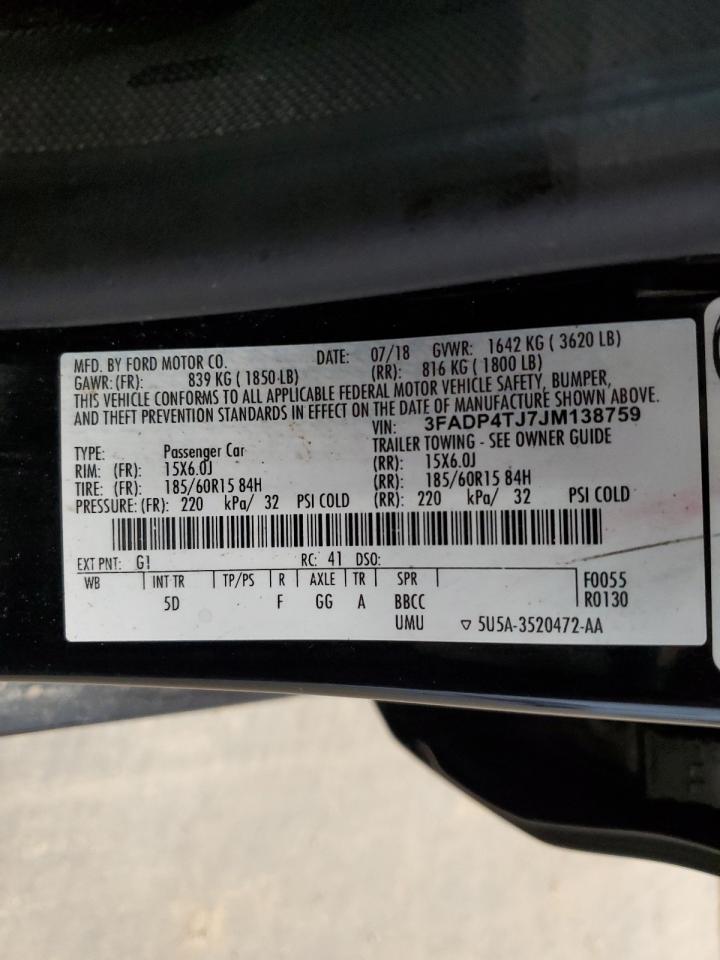 MFD. BY FORD MOTOR CO. DATE: 07/18 GVWR: 1642 KG ( 3620 LB)
GAWR: (FR): 839 KG ( 1850 LB) (RR): 816 KG ( 1800 LB)
THIS VEHICLE CONFORMS TO ALL APPLICABLE FEDERAL MOTOR VEHICLE SAFETY, BUMPER,
AND THEFT PREVENTION STANDARDS IN EFFECT ON THE DATE OF MANUFACTURE SHOWN ABOVE.
VIN: 3FADP4TJ7JM138759
TYPE: Passenger Car TRAILER TOWING - SEE OWNER GUIDE
RIM: (FR): 15X6.0J (RR): 15X6.0J
TIRE: (FR): 185/60R15 84H (RR): 185/60R15 84H
PRESSURE: (FR): 220 kPa/ 32 PSI COLD (RR): 220 kPa/ 32 PSI COLD
EXT PNT: G! RC: 41 DSO:
WB INT TR TP/PS R AXLE TR SPR F0055
5D F GG A BBCC R0130
UMU ▽ 5U5A-3520472-AA